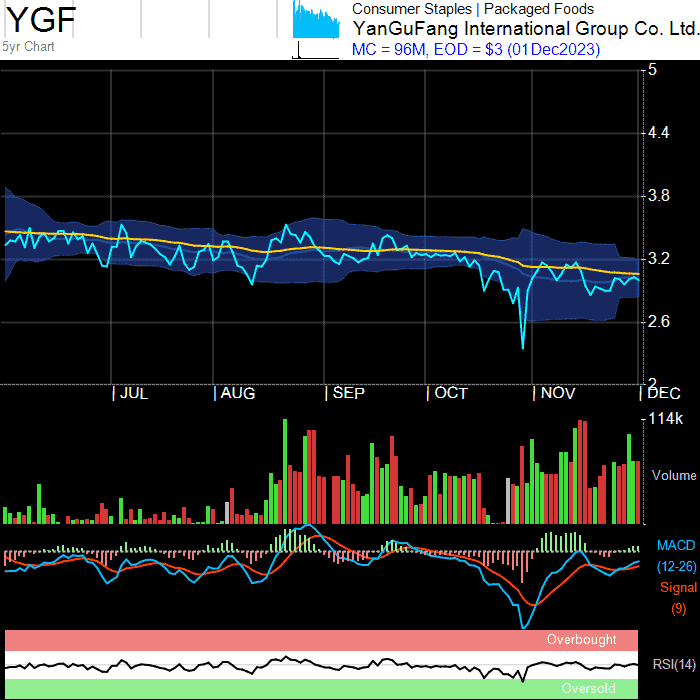 YGF
5yr Chart
Consumer Staples | Packaged Foods
YanGuFang International Group Co. Ltd.
MC = 96M, EOD = $3 (01Dec2023)
5
4.4
3.8
3.2
2.6
2
JUL
AUG
SEP
OCT
NOV
DEC
114k
Volume
MACD
(12-26)
Signal
(9)
Overbought
RSI(14)
Oversold